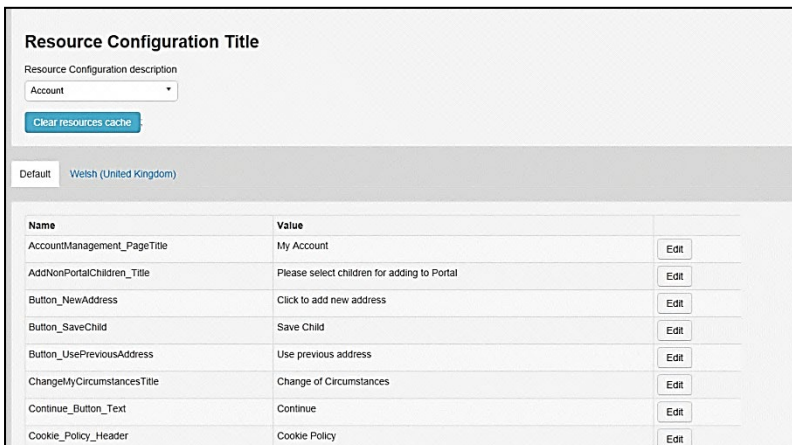 Resource Configuration Title
Resource Configuration description
Account
Clear resources cache
Default Welsh (United Kingdom)
Name Value
AccountManagement_PageTitle My Account Edit
AddNonPortalChildren_Title Please select children for adding to Portal Edit
Button_NewAddress Click to add new address Edit
Button_SaveChild Save Child Edit
Button_UsePreviousAddress Use previous address Edit
ChangeMyCircumstancesTitle Change of Circumstances Edit
Continue_Button_Text Continue Edit
Cookie_Policy_Header Cookie Policy Edit